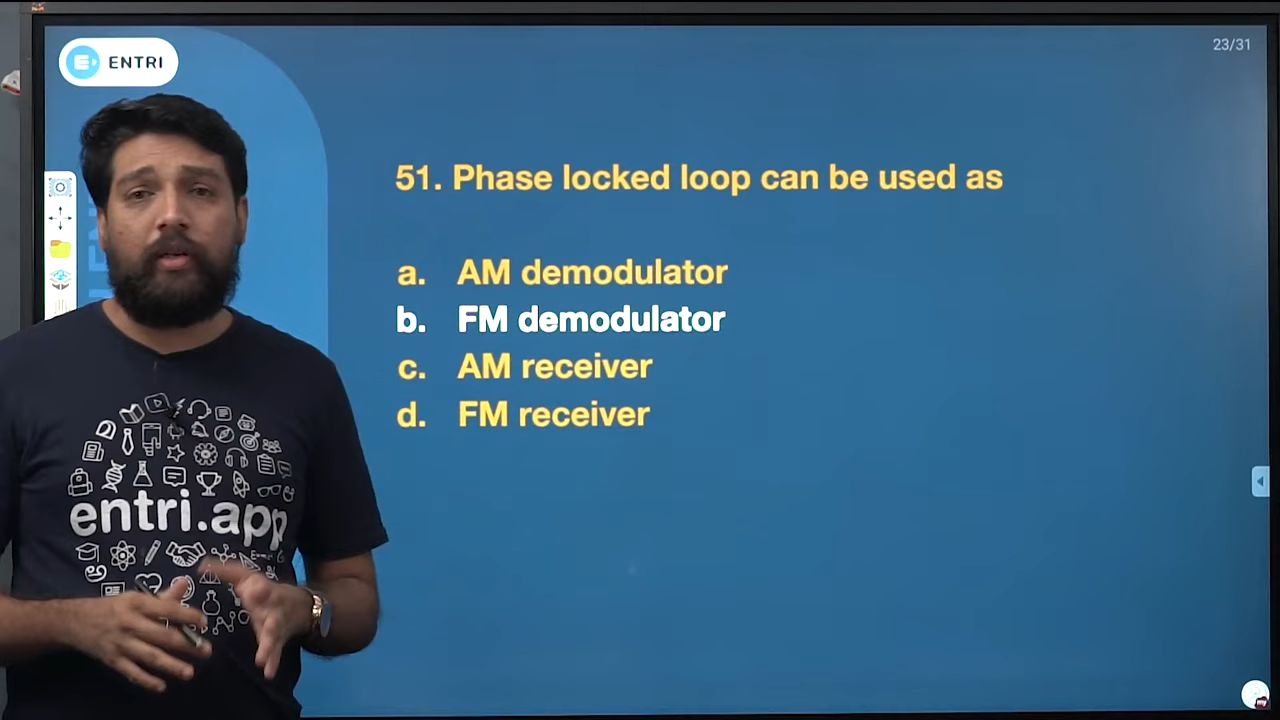 ENTRI
23/31
51. Phase locked loop can be used as
a. AM demodulator
b. FM demodulator
c. AM receiver
d. FM receiver
entri.app